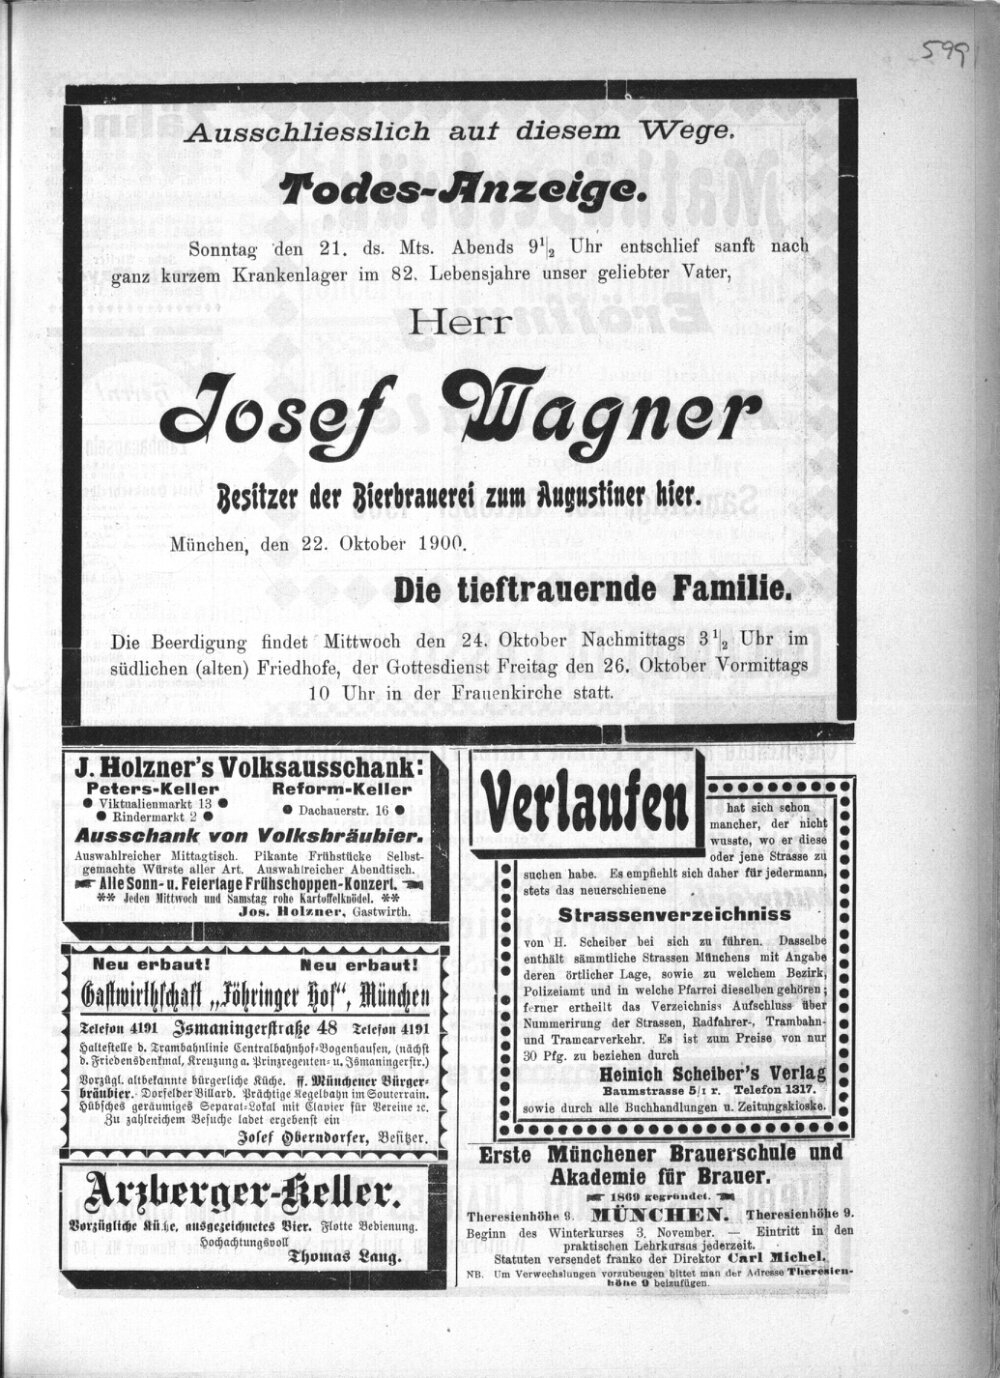 599
Ausschliesslich auf diesem Wege.
Todes-Anzeige.
Sonntag den 21. ds. Mts. Abends 9½ Uhr entschlief sanft nach
ganz kurzem Krankenlager im 82. Lebensjahre unser geliebter Vater,
Herr
Josef Wagner
Besitzer der Bierbrauerei zum Augustiner hier.
München, den 22. Oktober 1900.
Die tieftrauernde Familie.
Die Beerdigung findet Mittwoch den 24. Oktober Nachmittags 3½ Uhr im
südlichen (alten) Friedhofe, der Gottesdienst Freitag den 26. Oktober Vormittags
10 Uhr in der Frauenkirche statt.
J. Holzner's Volksausschank:
Peters-Keller Reform-Keller
● Viktualienmarkt 13 ●
● Rindermarkt 2 ●
● Dachauerstr. 16 ●
Ausschank von Volksbräubier.
Auswahlreicher Mittagtisch. Pikante Frühstücke Selbst-
gemachte Würste aller Art. Auswahlreicher Abendtisch.
Alle Sonn- u. Feiertage Frühschoppen-Konzert.
** Jeden Mittwoch und Samstag rohe Kartoffelknödel. **
Jos. Holzner, Gastwirth.
Neu erbaut! Neu erbaut!
Gastwirthschaft „Föhringer Hof“, München
Telefon 4191 Ismaningerstraße 48 Telefon 4191
Haltestelle d. Trambahnlinie Centralbahnhof-Bogenhausen, (nächst
d. Friedensdenkmal, Kreuzung a. Prinzregenten- u. Ismaningerstr.)
Vorzügl. altbekannte bürgerliche Küche. ff. Münchener Bürger-
bräubier. Dorfelder Billard. Prächtige Kegelbahn im Souterrain.
Hübsches geräumiges Separat-Lokal mit Clavier für Vereine ꝛc.
Zu zahlreichem Besuche ladet ergebenst ein
Josef Oberndorfer, Besitzer.
Arzberger-Keller.
Vorzügliche Küche, ausgezeichnetes Bier. Flotte Bedienung.
Hochachtungsvoll
Thomas Lang.
Verlaufen
hat sich schon
mancher, der nicht
wusste, wo er diese
oder jene Strasse zu
suchen habe. Es empfiehlt sich daher für jedermann,
stets das neuerschienene
Strassenverzeichniss
von H. Scheiber bei sich zu führen. Dasselbe
enthält sämmtliche Strassen Münchens mit Angabe
deren örtlicher Lage, sowie zu welchem Bezirk,
Polizeiamt und in welche Pfarrei dieselben gehören;
ferner ertheilt das Verzeichniss Aufschluss über
Nummerirung der Strassen, Radfahrer-, Trambahn-
und Tramcarverkehr. Es ist zum Preise von nur
30 Pfg. zu beziehen durch
Heinich Scheiber's Verlag
Baumstrasse 5/1 r. Telefon 1317.
sowie durch alle Buchhandlungen u. Zeitungskioske.
Erste Münchener Brauerschule und
Akademie für Brauer.
1869 gegründet.
Theresienhöhe 9. MÜNCHEN. Theresienhöhe 9.
Beginn des Winterkurses 3. November. — Eintritt in den
praktischen Lehrkursus jederzeit.
Statuten versendet franko der Direktor Carl Michel.
NB. Um Verwechslungen vorzubeugen bittet man der Adresse Theresien-
höhe 9 beizufügen.